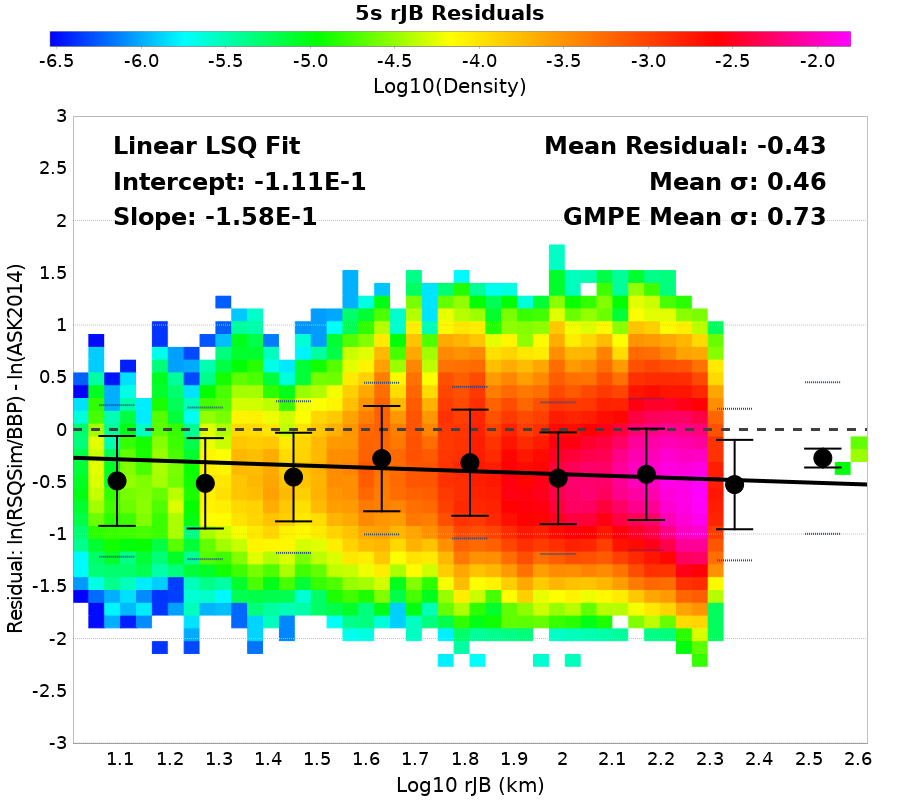 5s rJB Residuals
-6.5 -6.0 -5.5 -5.0 -4.5 -4.0 -3.5 -3.0 -2.5 -2.0
Log10(Density)
Linear LSQ Fit
Intercept: -1.11E-1
Slope: -1.58E-1
Mean Residual: -0.43
Mean σ: 0.46
GMPE Mean σ: 0.73
Residual: ln(RSQSim/BBP) - ln(ASK2014)
3
2.5
2
1.5
1
0.5
0
-0.5
-1
-1.5
-2
-2.5
-3
1.1 1.2 1.3 1.4 1.5 1.6 1.7 1.8 1.9 2 2.1 2.2 2.3 2.4 2.5 2.6
Log10 rJB (km)